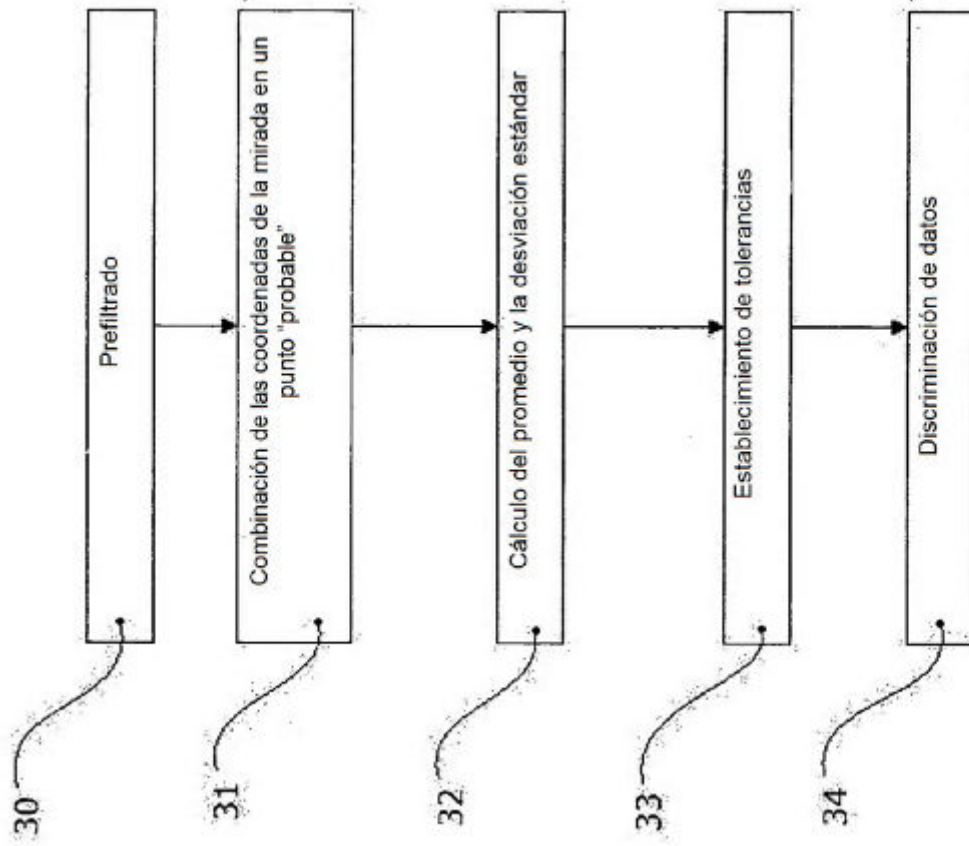 30
Prefiltrado
31
Combinación de las coordenadas de la mirada en un
punto "probable"
32
Cálculo del promedio y la desviación estándar
33
Establecimiento de tolerancias
34
Discriminación de datos